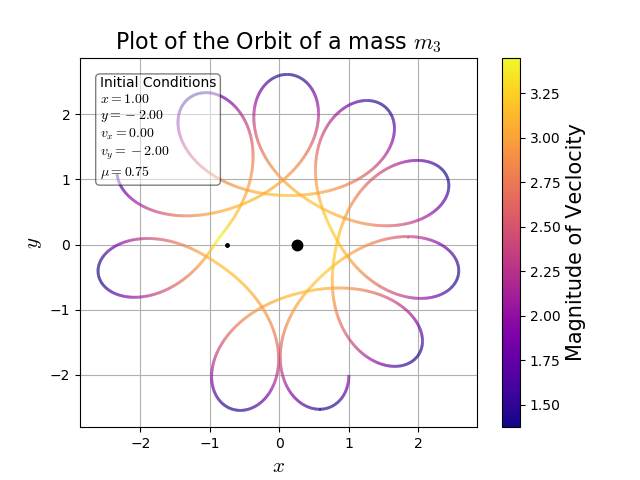 Plot of the Orbit of a mass m₃
Initial Conditions
x = 1.00
y = −2.00
vₓ = 0.00
v_y = −2.00
μ = 0.75
2
1
0
−1
−2
y
−2
−1
0
1
2
x
3.25
3.00
2.75
2.50
2.25
2.00
1.75
1.50
Magnitude of Veclocity